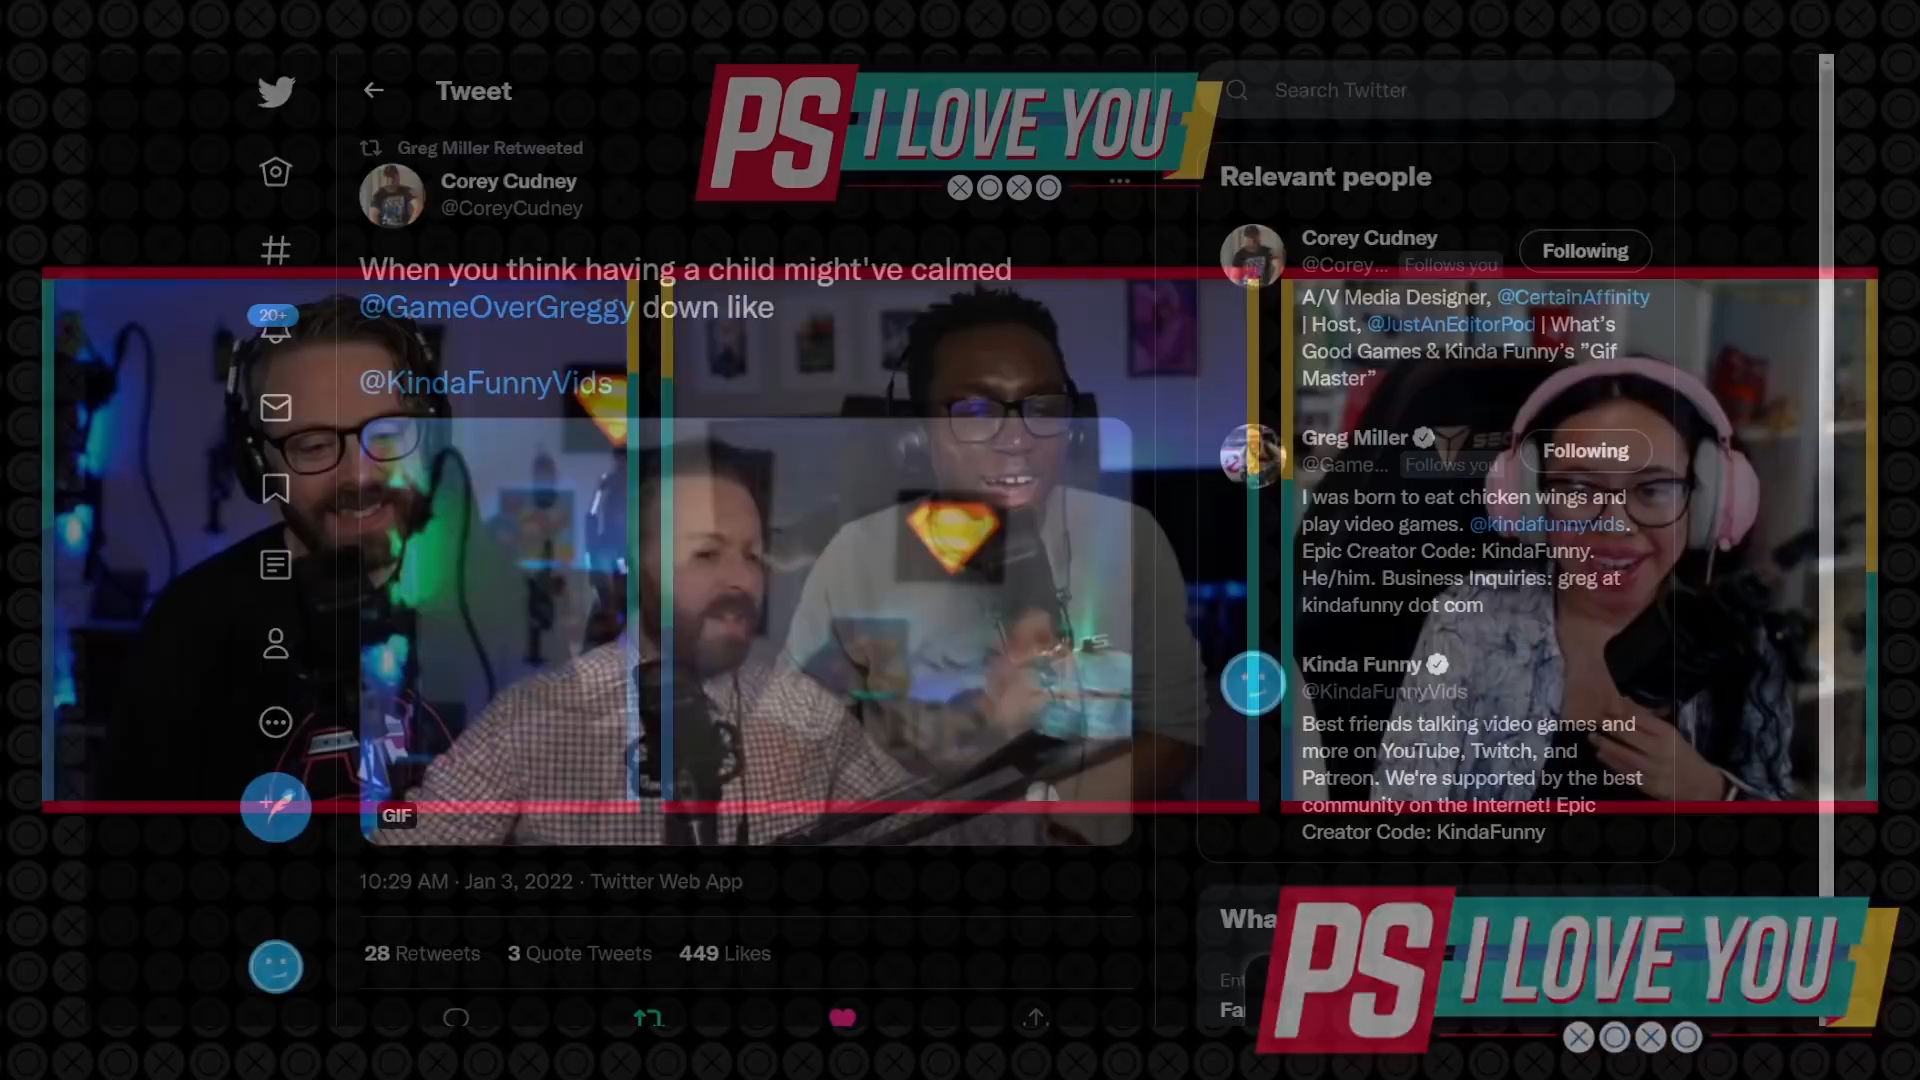 Tweet
Search Twitter
PS I LOVE YOU
Greg Miller Retweeted
Corey Cudney
@CoreyCudney
When you think having a child might've calmed
@GameOverGreggy down like
@KindaFunnyVids
20+
GIF
10:29 AM · Jan 3, 2022 · Twitter Web App
28 Retweets 3 Quote Tweets 449 Likes
Relevant people
Corey Cudney
@Corey... Follows you
Following
A/V Media Designer, @CertainAffinity
| Host, @JustAnEditorPod | What's
Good Games & Kinda Funny's "Gif
Master"
Greg Miller
@Game... Follows you
Following
I was born to eat chicken wings and
play video games. @kindafunnyvids.
Epic Creator Code: KindaFunny.
He/him. Business Inquiries: greg at
kindafunny dot com
Kinda Funny
@KindaFunnyVids
Best friends talking video games and
more on YouTube, Twitch, and
Patreon. We're supported by the best
community on the Internet! Epic
Creator Code: KindaFunny
PS I LOVE YOU